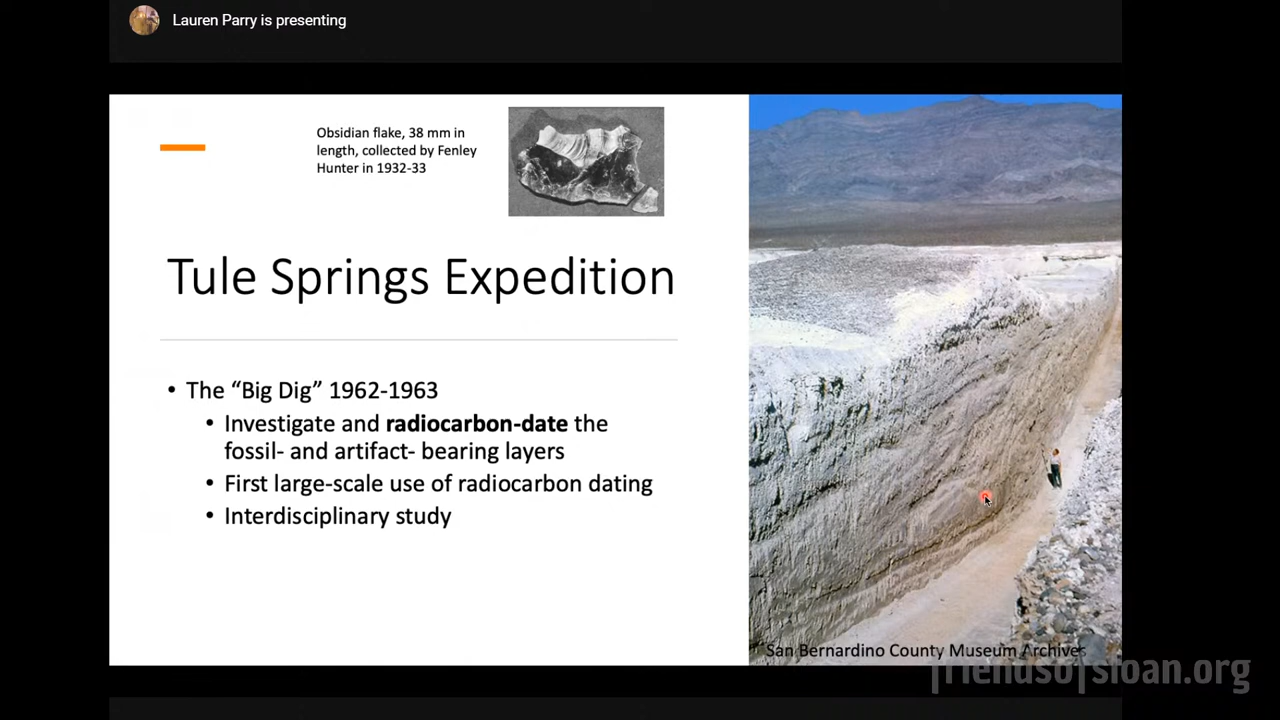 Lauren Parry is presenting
Obsidian flake, 38 mm in
length, collected by Fenley
Hunter in 1932-33
Tule Springs Expedition
• The “Big Dig” 1962-1963
• Investigate and radiocarbon-date the
fossil- and artifact- bearing layers
• First large-scale use of radiocarbon dating
• Interdisciplinary study
San Bernardino County Museum Archives
friendsofsloan.org